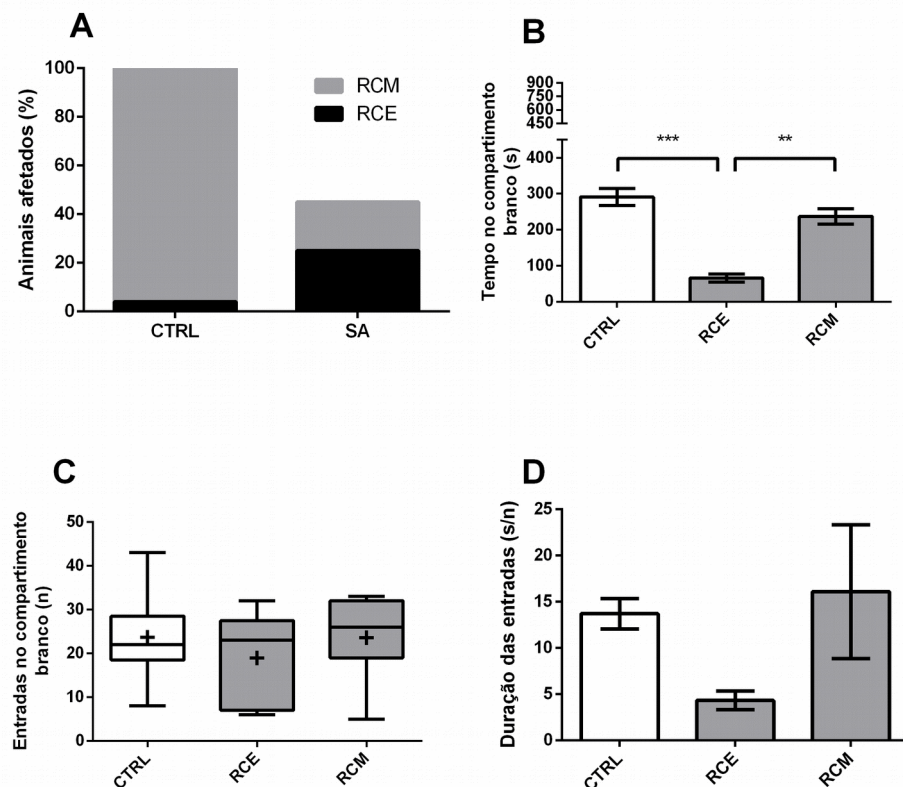 A
Animais afetados (%)
100
80
60
40
20
0
RCM
RCE
CTRL
SA
B
Tempo no compartimento
branco (s)
900
750
600
450
400
300
200
100
0
***
**
CTRL
RCE
RCM
C
Entradas no compartimento
branco (n)
50
40
30
20
10
0
CTRL
RCE
RCM
D
Duração das entradas (s/n)
25
20
15
10
5
0
CTRL
RCE
RCM